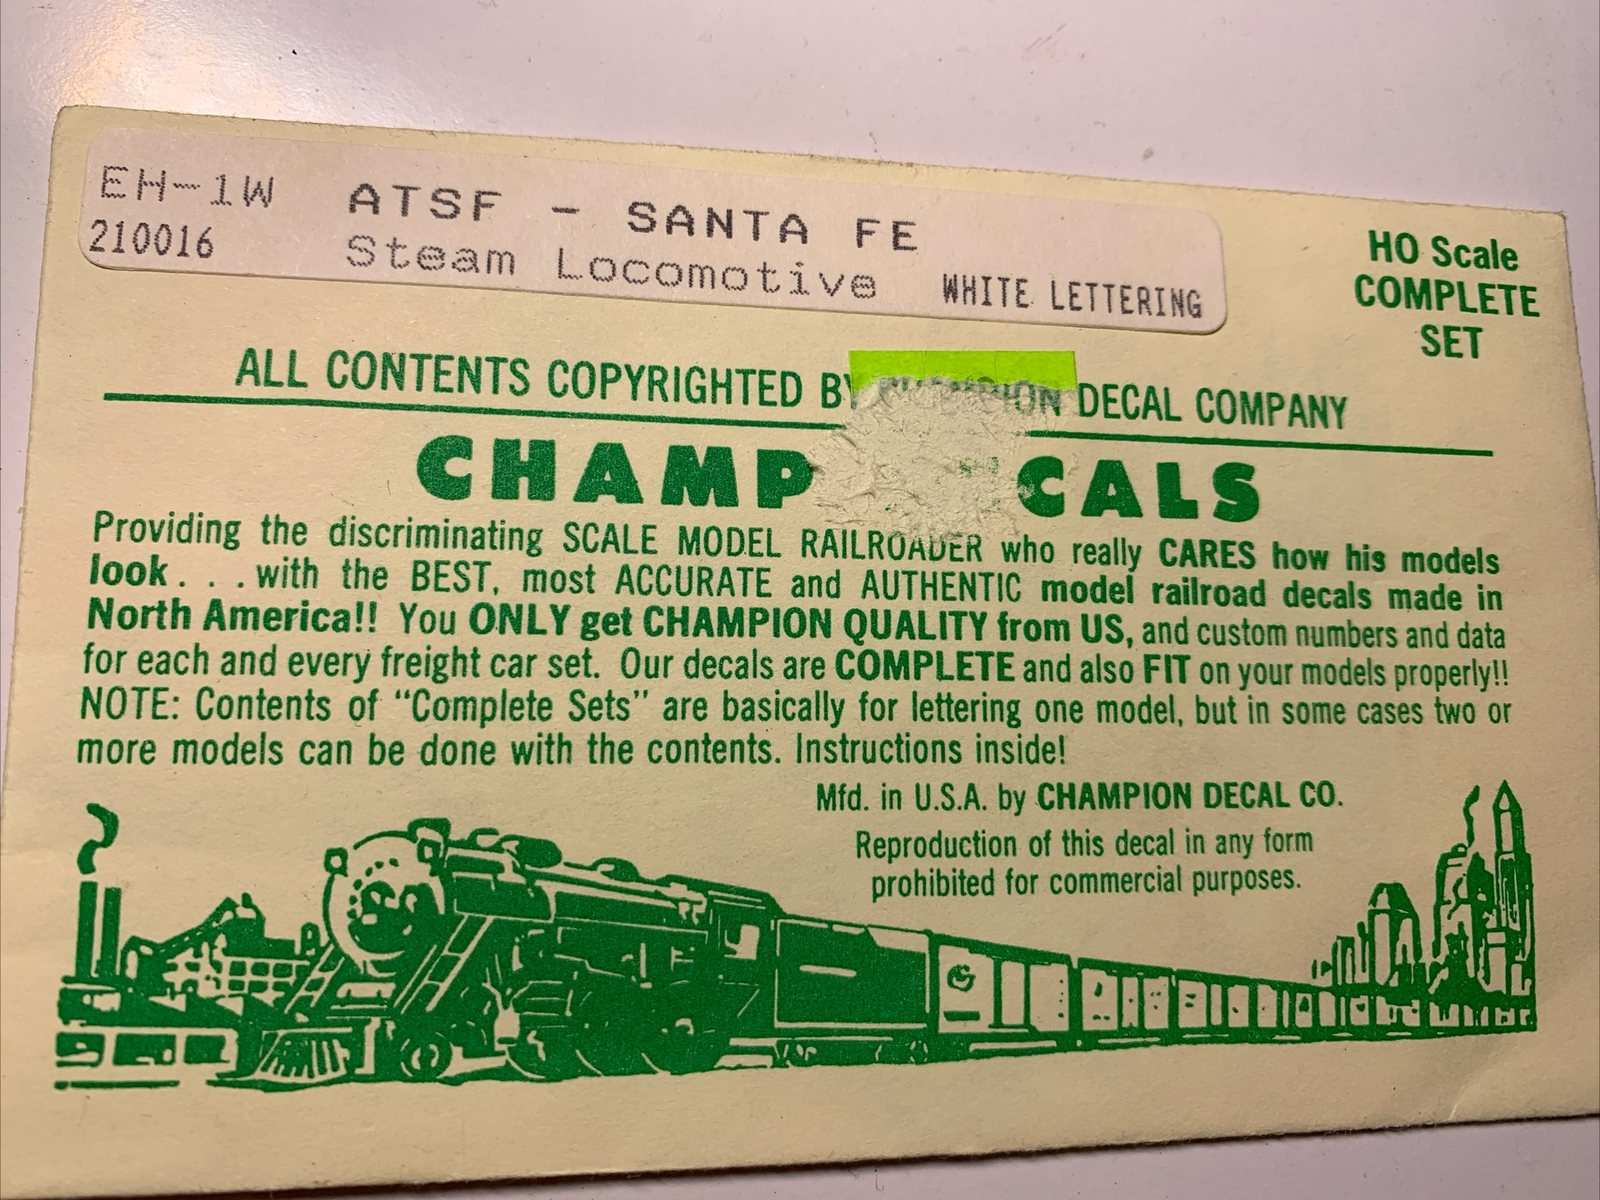 EH-1W ATSF - SANTA FE
210016 Steam Locomotive WHITE LETTERING
HO Scale
COMPLETE
SET
ALL CONTENTS COPYRIGHTED BY CHAMPION DECAL COMPANY
CHAMP CALS
Providing the discriminating SCALE MODEL RAILROADER who really CARES how his models
look. . . .with the BEST, most ACCURATE and AUTHENTIC model railroad decals made in
North America!! You ONLY get CHAMPION QUALITY from US, and custom numbers and data
for each and every freight car set. Our decals are COMPLETE and also FIT on your models properly!!
NOTE: Contents of “Complete Sets” are basically for lettering one model, but in some cases two or
more models can be done with the contents. Instructions inside!
Mfd. in U.S.A. by CHAMPION DECAL CO.
Reproduction of this decal in any form
prohibited for commercial purposes.